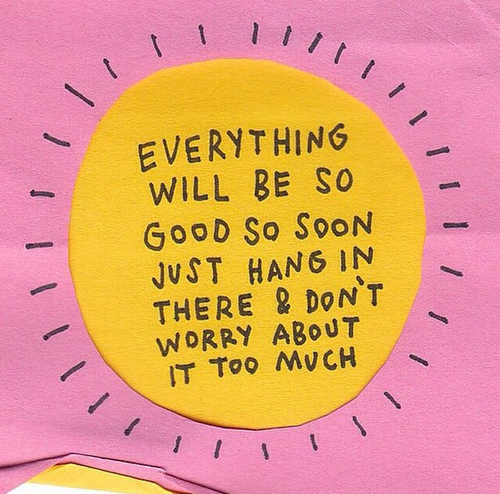 EVERYTHING
WILL BE SO
GOOD SO SOON
JUST HANG IN
THERE & DON'T
WORRY ABOUT
IT TOO MUCH